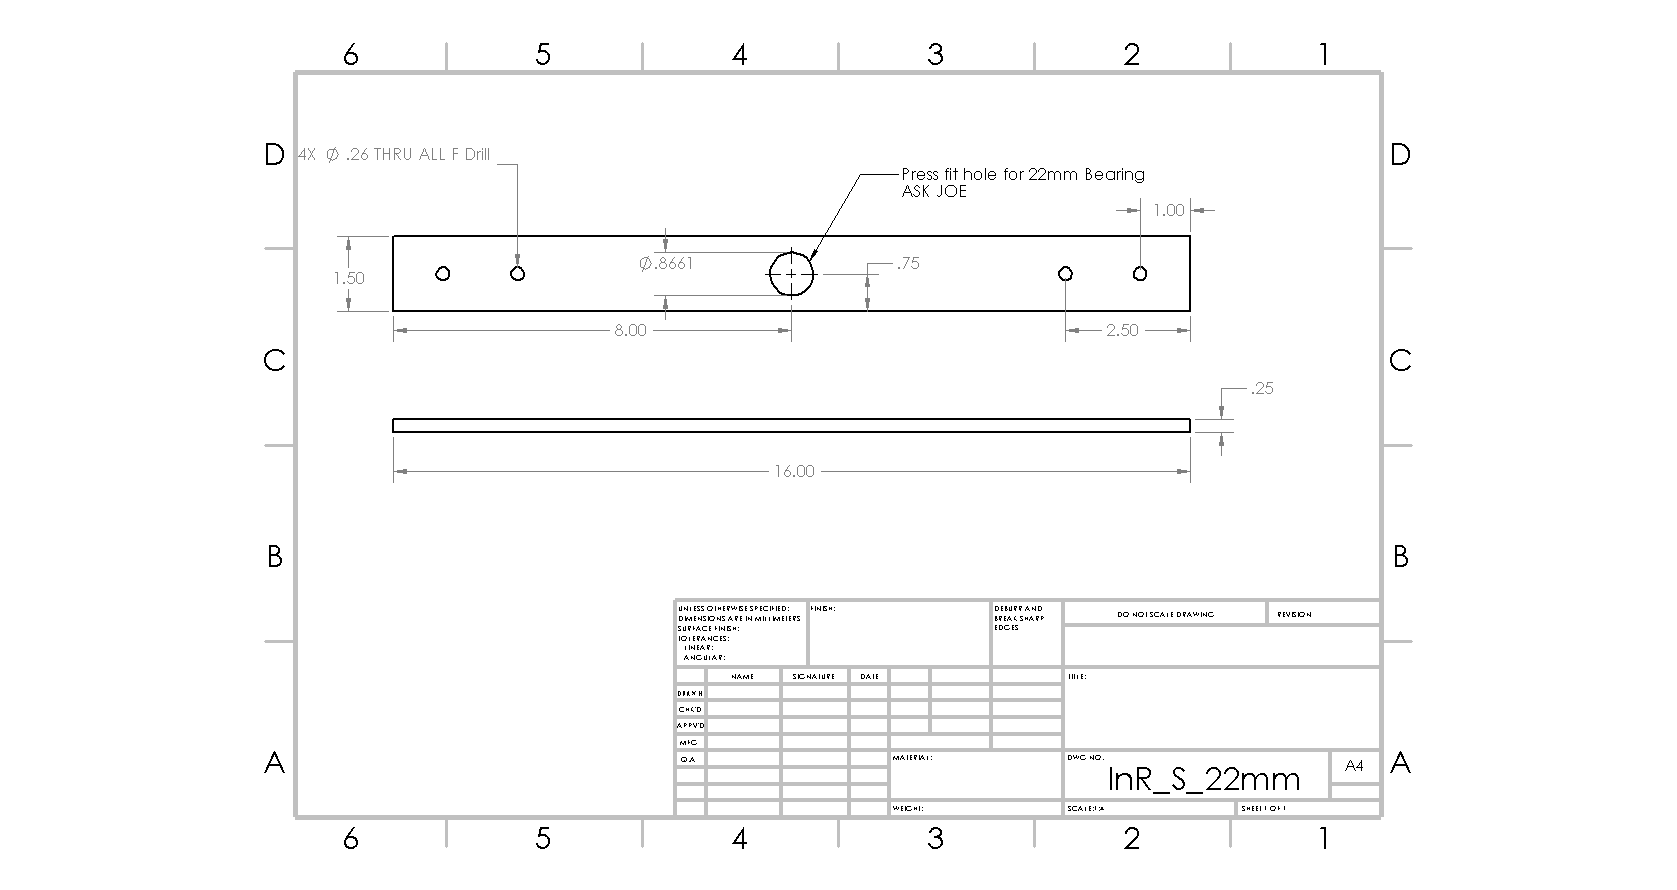 6 5 4 3 2 1
D D
4X Ø .26 THRU ALL F Drill
Press fit hole for 22mm Bearing
ASK JOE
1.00
Ø.8661
.75
1.50
8.00
2.50
C C
.25
16.00
B B
UNLESS OTHERWISE SPECIFIED:
DIMENSIONS ARE IN MILLIMETERS
SURFACE FINISH:
TOLERANCES:
LINEAR:
ANGULAR:
FINISH:
DEBURR AND
BREAK SHARP
EDGES
DO NOT SCALE DRAWING
REVISION
NAME SIGNATURE DATE
TITLE:
DRAWN
CHK'D
APPV'D
MFG
Q.A
MATERIAL:
DWG NO.
InR_S_22mm
A4
A A
WEIGHT:
SCALE:1:4
SHEET 1 OF 1
6 5 4 3 2 1